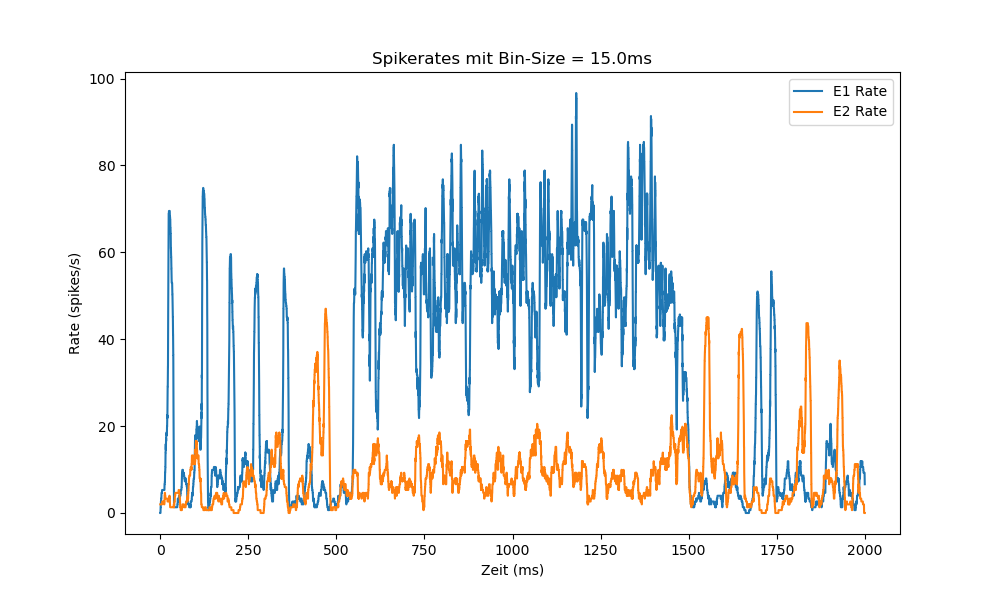 Spikerates mit Bin-Size = 15.0ms
100
80
60
40
20
0
Rate (spikes/s)
E1 Rate
E2 Rate
0 250 500 750 1000 1250 1500 1750 2000
Zeit (ms)